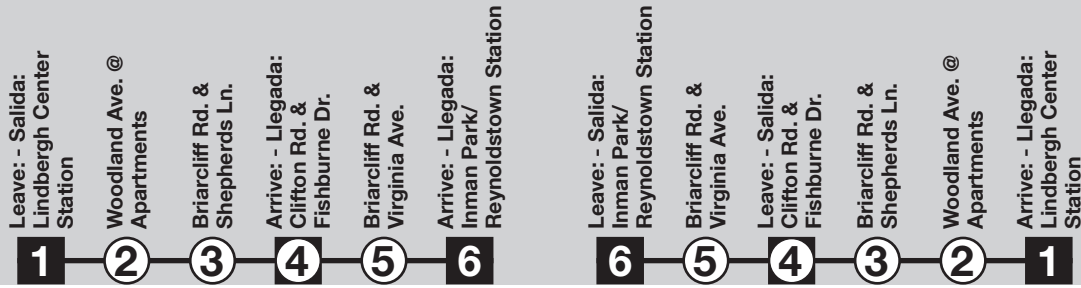 Leave: - Salida:
Lindbergh Center
Station
Woodland Ave. @
Apartments
Briarcliff Rd. &
Shepherds Ln.
Arrive: - Llegada:
Clifton Rd. &
Fishburne Dr.
Briarcliff Rd. &
Virginia Ave.
Arrive: - Llegada:
Inman Park/
Reynoldstown Station
1 2 3 4 5 6
Leave: - Salida:
Inman Park/
Reynoldstown Station
Briarcliff Rd. &
Virginia Ave.
Leave: - Salida:
Clifton Rd. &
Fishburne Dr.
Briarcliff Rd. &
Shepherds Ln.
Woodland Ave. @
Apartments
Arrive: - Llegada:
Lindbergh Center
Station
6 5 4 3 2 1